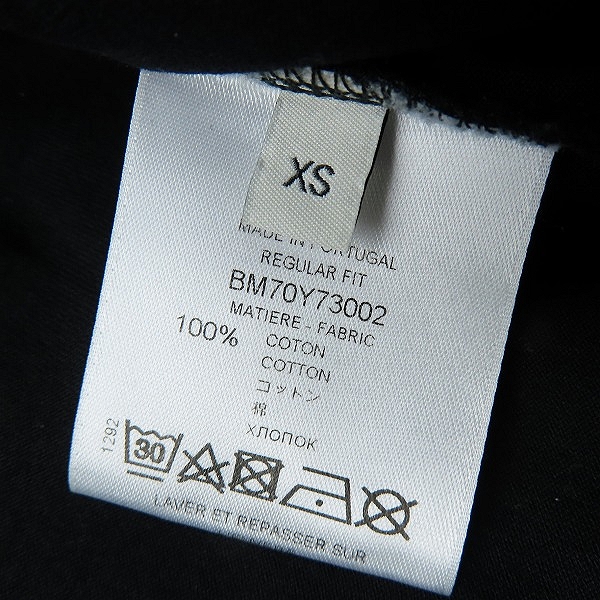 XS
MADE IN PORTUGAL
REGULAR FIT
BM70Y73002
MATIERE - FABRIC
100% COTON
COTTON
コットン
棉
ХЛОПОК
1292
30
LAVER ET REPASSER SUR